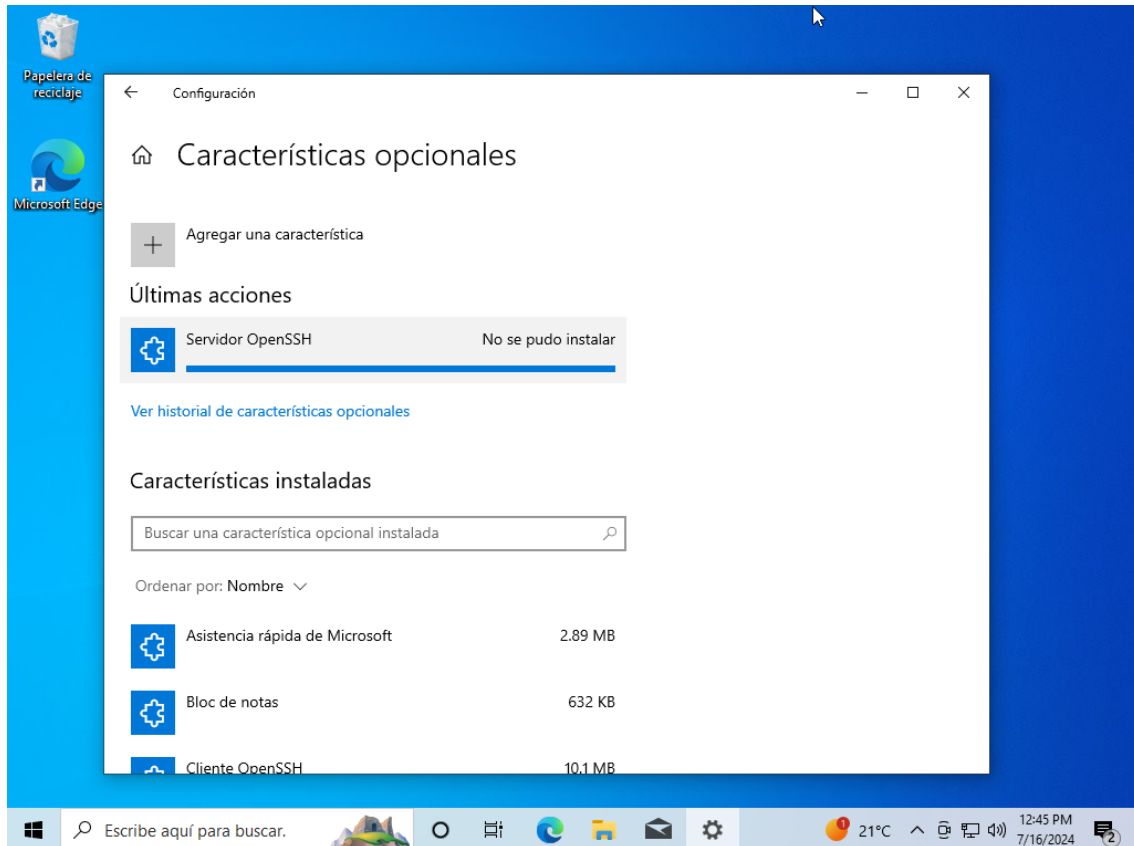 Papelera de
reciclaje
Microsoft Edge
Configuración
Características opcionales
Agregar una característica
Últimas acciones
Servidor OpenSSH No se pudo instalar
Ver historial de características opcionales
Características instaladas
Buscar una característica opcional instalada
Ordenar por: Nombre
Asistencia rápida de Microsoft 2.89 MB
Bloc de notas 632 KB
Cliente OpenSSH 10.1 MB
Escribe aquí para buscar.
1
21°C
12:45 PM
7/16/2024
2